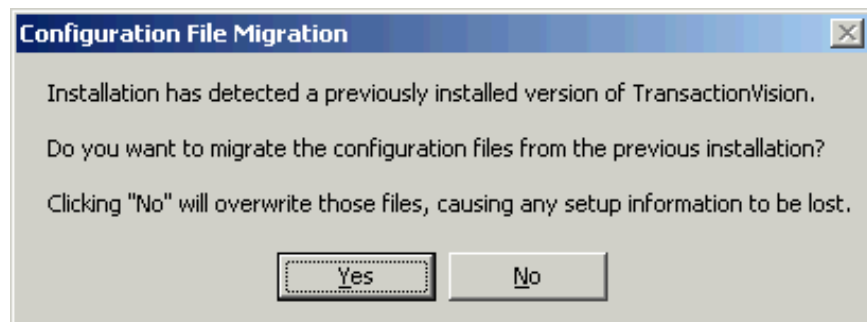 Configuration File Migration
Installation has detected a previously installed version of TransactionVision.
Do you want to migrate the configuration files from the previous installation?
Clicking "No" will overwrite those files, causing any setup information to be lost.
Yes No